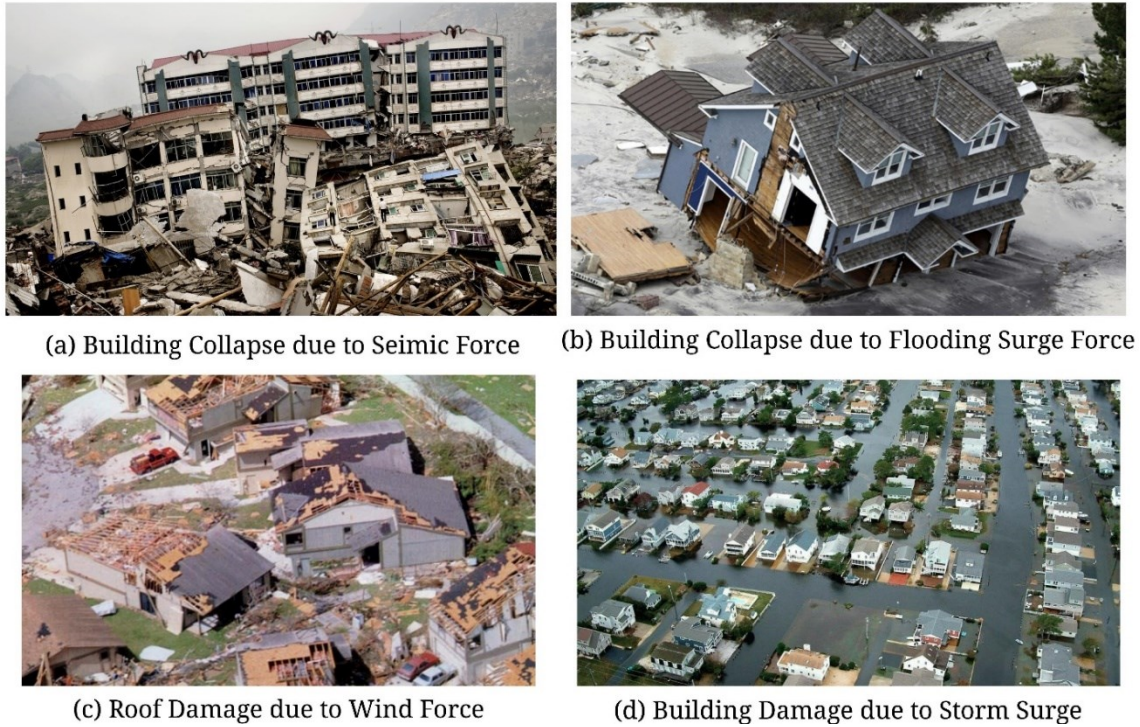 (a) Building Collapse due to Seimic Force
(b) Building Collapse due to Flooding Surge Force
(c) Roof Damage due to Wind Force
(d) Building Damage due to Storm Surge